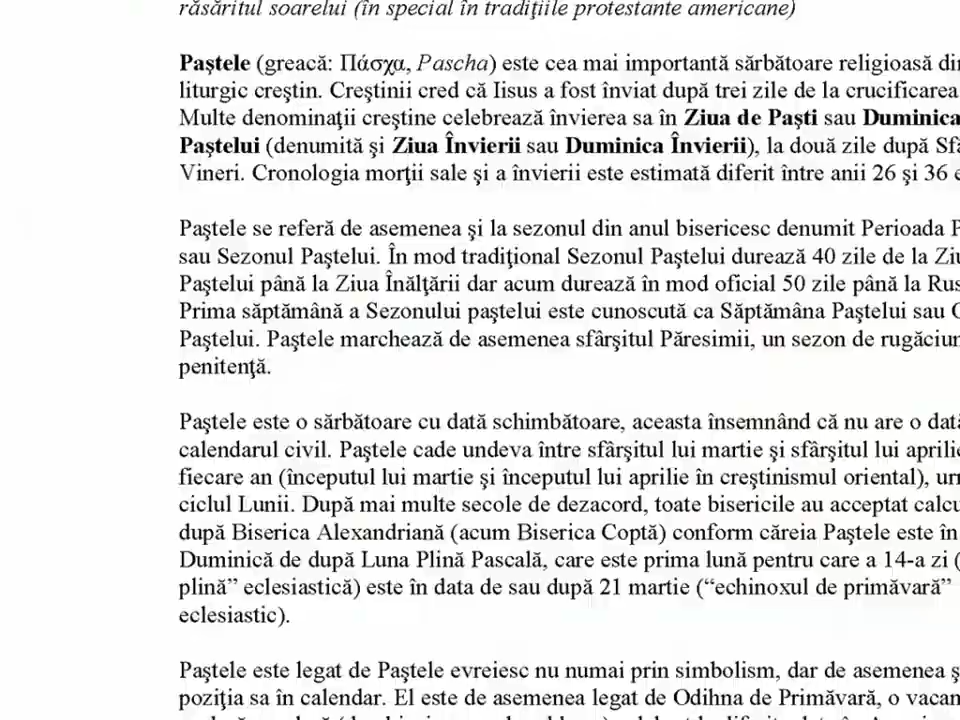 răsăritul soarelui (în special în tradiţiile protestante americane)
Paştele (greacă: Πάσχα, Pascha) este cea mai importantă sărbătoare religioasă din
liturgic creştin. Creştinii cred că Iisus a fost înviat după trei zile de la crucificarea
Multe denominaţii creştine celebrează învierea sa în Ziua de Paşti sau Duminica
Paştelui (denumită şi Ziua Învierii sau Duminica Învierii), la două zile după
Vineri. Cronologia morţii sale şi a învierii este estimată diferit între anii 26 şi 36
Paştele se referă de asemenea şi la sezonul din anul bisericesc denumit Perioada
sau Sezonul Paştelui. În mod tradiţional Sezonul Paştelui durează 40 zile de la
Paştelui până la Ziua Înălţării dar acum durează în mod oficial 50 zile până la
Prima săptămână a Sezonului paştelui este cunoscută ca Săptămâna Paştelui sau
Paştelui. Paştele marchează de asemenea sfârşitul Păresimii, un sezon de
penitenţă.
Paştele este o sărbătoare cu dată schimbătoare, aceasta însemnând că nu are o dată
calendarul civil. Paştele cade undeva între sfârşitul lui martie şi sfârşitul lui
fiecare an (începutul lui martie şi începutul lui aprilie în creştinismul oriental),
ciclul Lunii. După mai multe secole de dezacord, toate bisericile au acceptat
după Biserica Alexandriană (acum Biserica Coptă) conform căreia Paştele este în
Duminică de după Luna Plină Pascală, care este prima lună pentru care a 14-a zi (
plină” eclesiastică) este în data de sau după 21 martie (“echinoxul de primăvară”
eclesiastic).
Paştele este legat de Paştele evreiesc nu numai prin simbolism, dar de asemenea
poziţia sa în calendar. El este de asemenea legat de Odihna de Primăvară, o